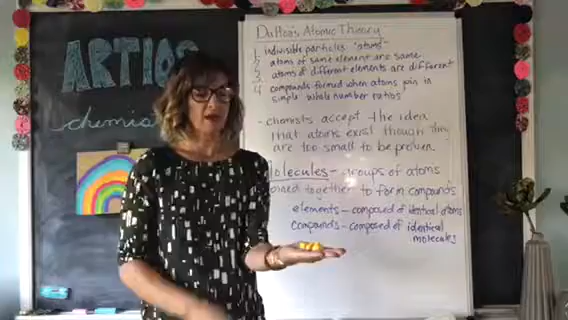 ARTIOS
chemis
Dalton's Atomic Theory
1. indivisible particles "atoms"
2. atoms of same element are same
3. atoms of different elements are different
4. compounds formed when atoms join in
simple whole number ratios
- chemists accept the idea
that atoms exist though they
are too small to be proven
Molecules - groups of atoms
joined together to form compounds
elements - composed of identical atoms
compounds - composed of identical
molecules